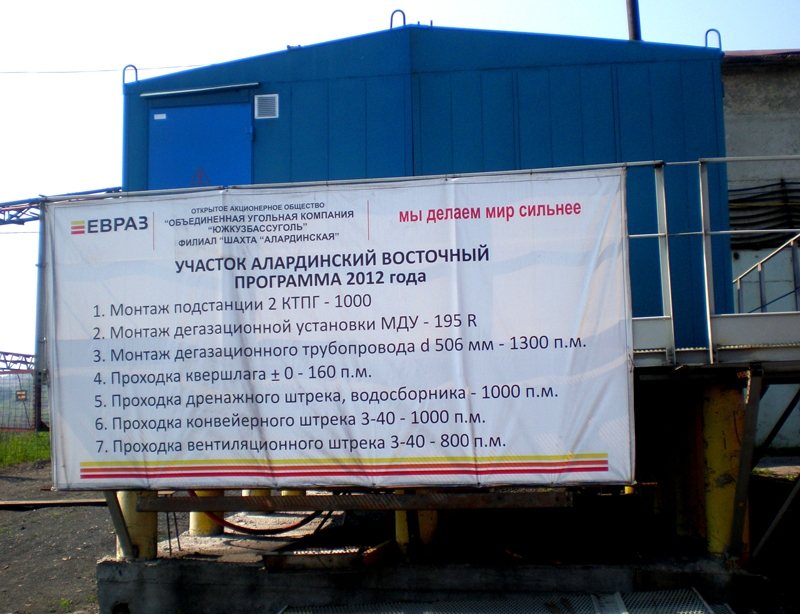 ЕВРАЗ
ОТКРЫТОЕ АКЦИОНЕРНОЕ ОБЩЕСТВО
"ОБЪЕДИНЕННАЯ УГОЛЬНАЯ КОМПАНИЯ
"ЮЖКУЗБАССУГОЛЬ"
ФИЛИАЛ "ШАХТА "АЛАРДИНСКАЯ"
мы делаем мир сильнее
УЧАСТОК АЛАРДИНСКИЙ ВОСТОЧНЫЙ
ПРОГРАММА 2012 года
1. Монтаж подстанции 2 КТПГ - 1000
2. Монтаж дегазационной установки МДУ - 195 R
3. Монтаж дегазационного трубопровода d 506 мм - 1300 п.м.
4. Проходка квершлага ± 0 - 160 п.м.
5. Проходка дренажного штрека, водосборника - 1000 п.м.
6. Проходка конвейерного штрека 3-40 - 1000 п.м.
7. Проходка вентиляционного штрека 3-40 - 800 п.м.